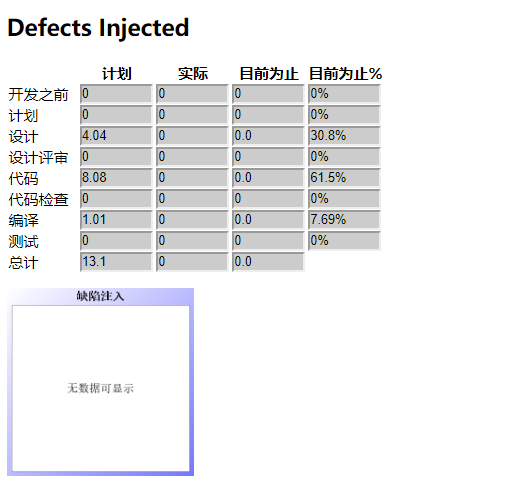 Defects Injected
计划 实际 目前为止 目前为止%
开发之前 0 0 0 0%
计划 0 0 0 0%
设计 4.04 0 0.0 30.8%
设计评审 0 0 0 0%
代码 8.08 0 0.0 61.5%
代码检查 0 0 0 0%
编译 1.01 0 0.0 7.69%
测试 0 0 0 0%
总计 13.1 0 0.0
缺陷注入
无数据可显示